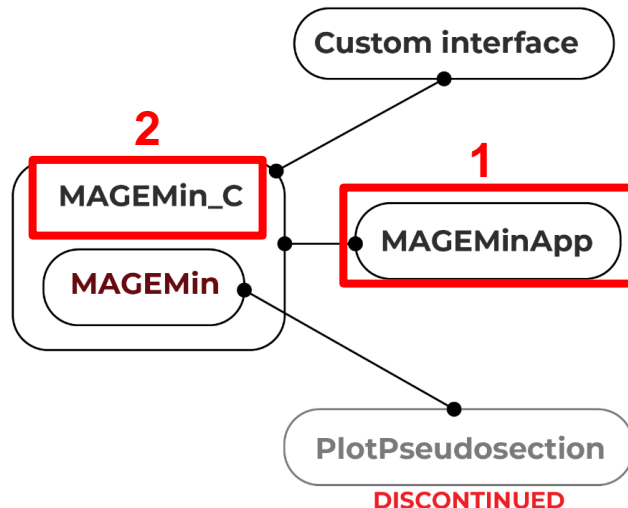 Custom interface
2
MAGEMin_C
1
MAGEMinApp
MAGEMin
PlotPseudosection
DISCONTINUED